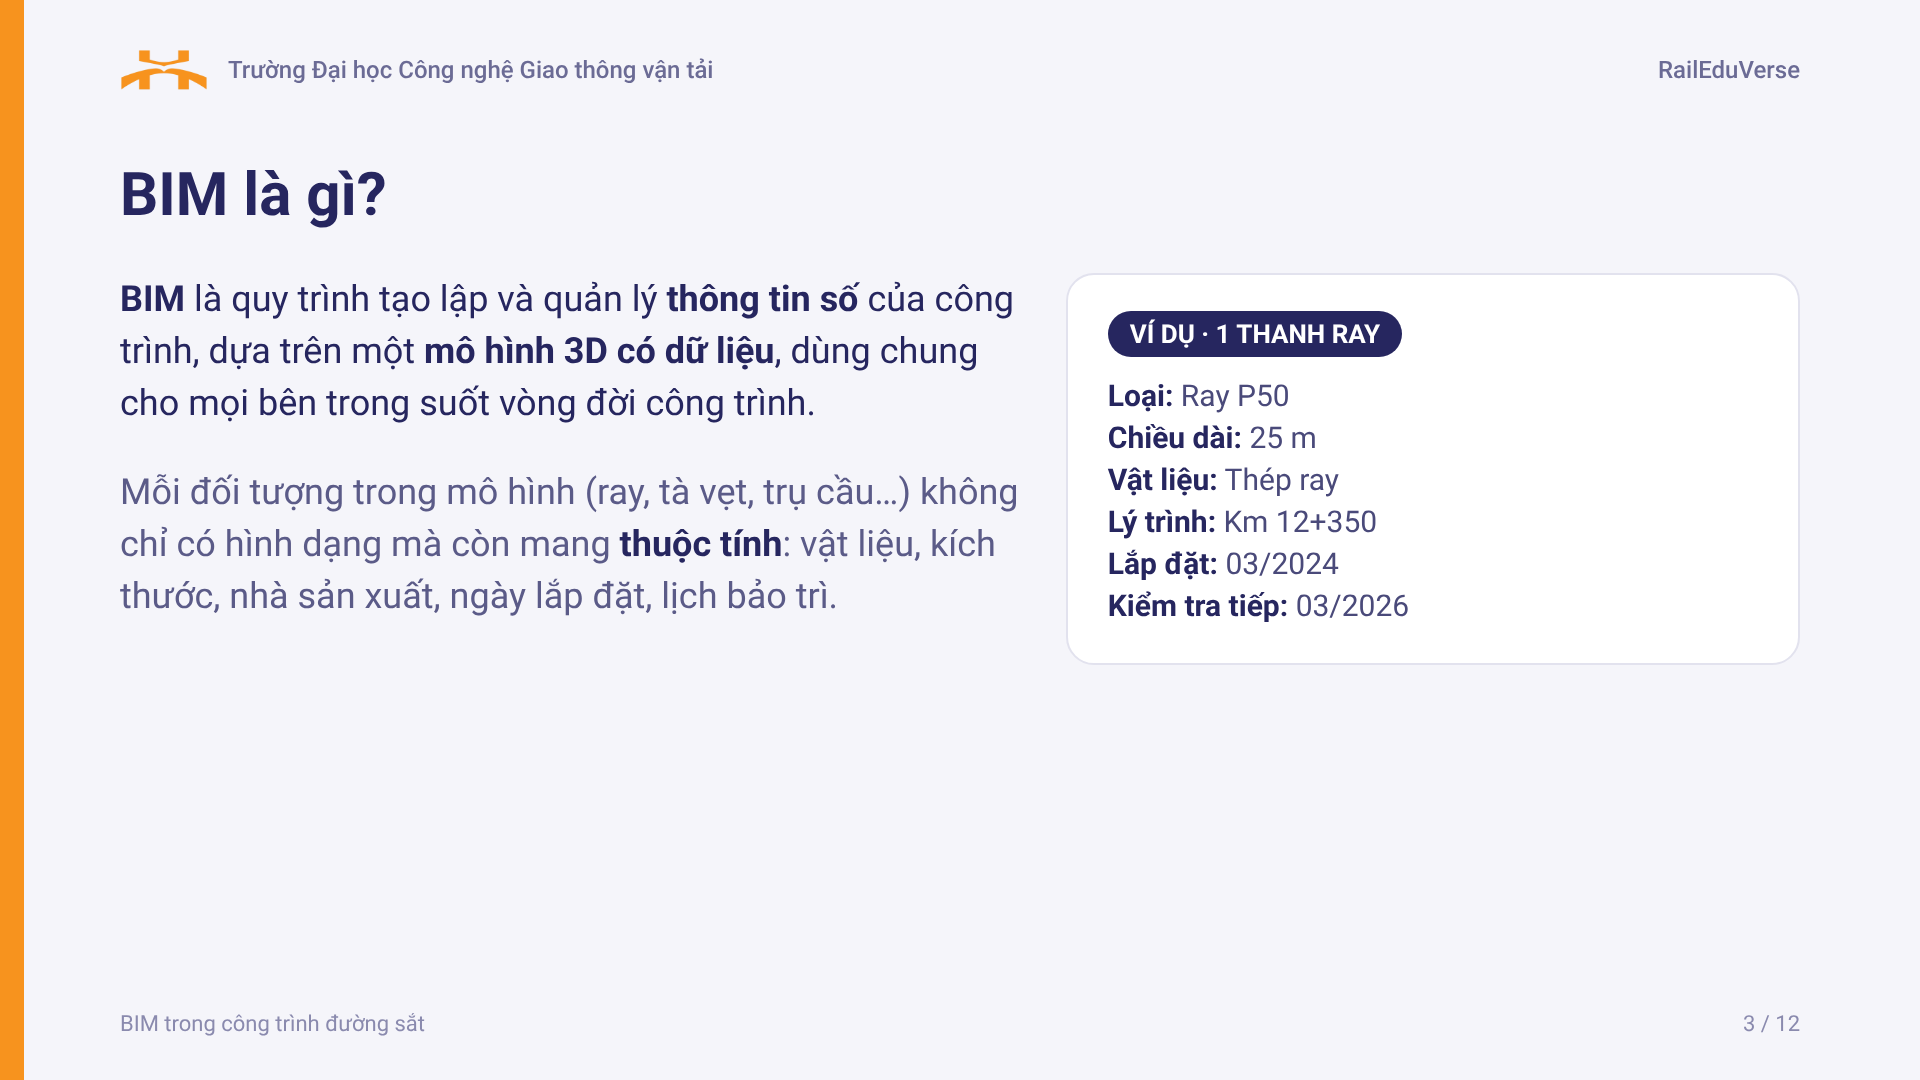 Trường Đại học Công nghệ Giao thông vận tải
RailEduVerse
BIM là gì?
BIM là quy trình tạo lập và quản lý thông tin số của công
trình, dựa trên một mô hình 3D có dữ liệu, dùng chung
cho mọi bên trong suốt vòng đời công trình.
Mỗi đối tượng trong mô hình (ray, tà vẹt, trụ cầu…) không
chỉ có hình dạng mà còn mang thuộc tính: vật liệu, kích
thước, nhà sản xuất, ngày lắp đặt, lịch bảo trì.
VÍ DỤ · 1 THANH RAY
Loại: Ray P50
Chiều dài: 25 m
Vật liệu: Thép ray
Lý trình: Km 12+350
Lắp đặt: 03/2024
Kiểm tra tiếp: 03/2026
BIM trong công trình đường sắt
3 / 12